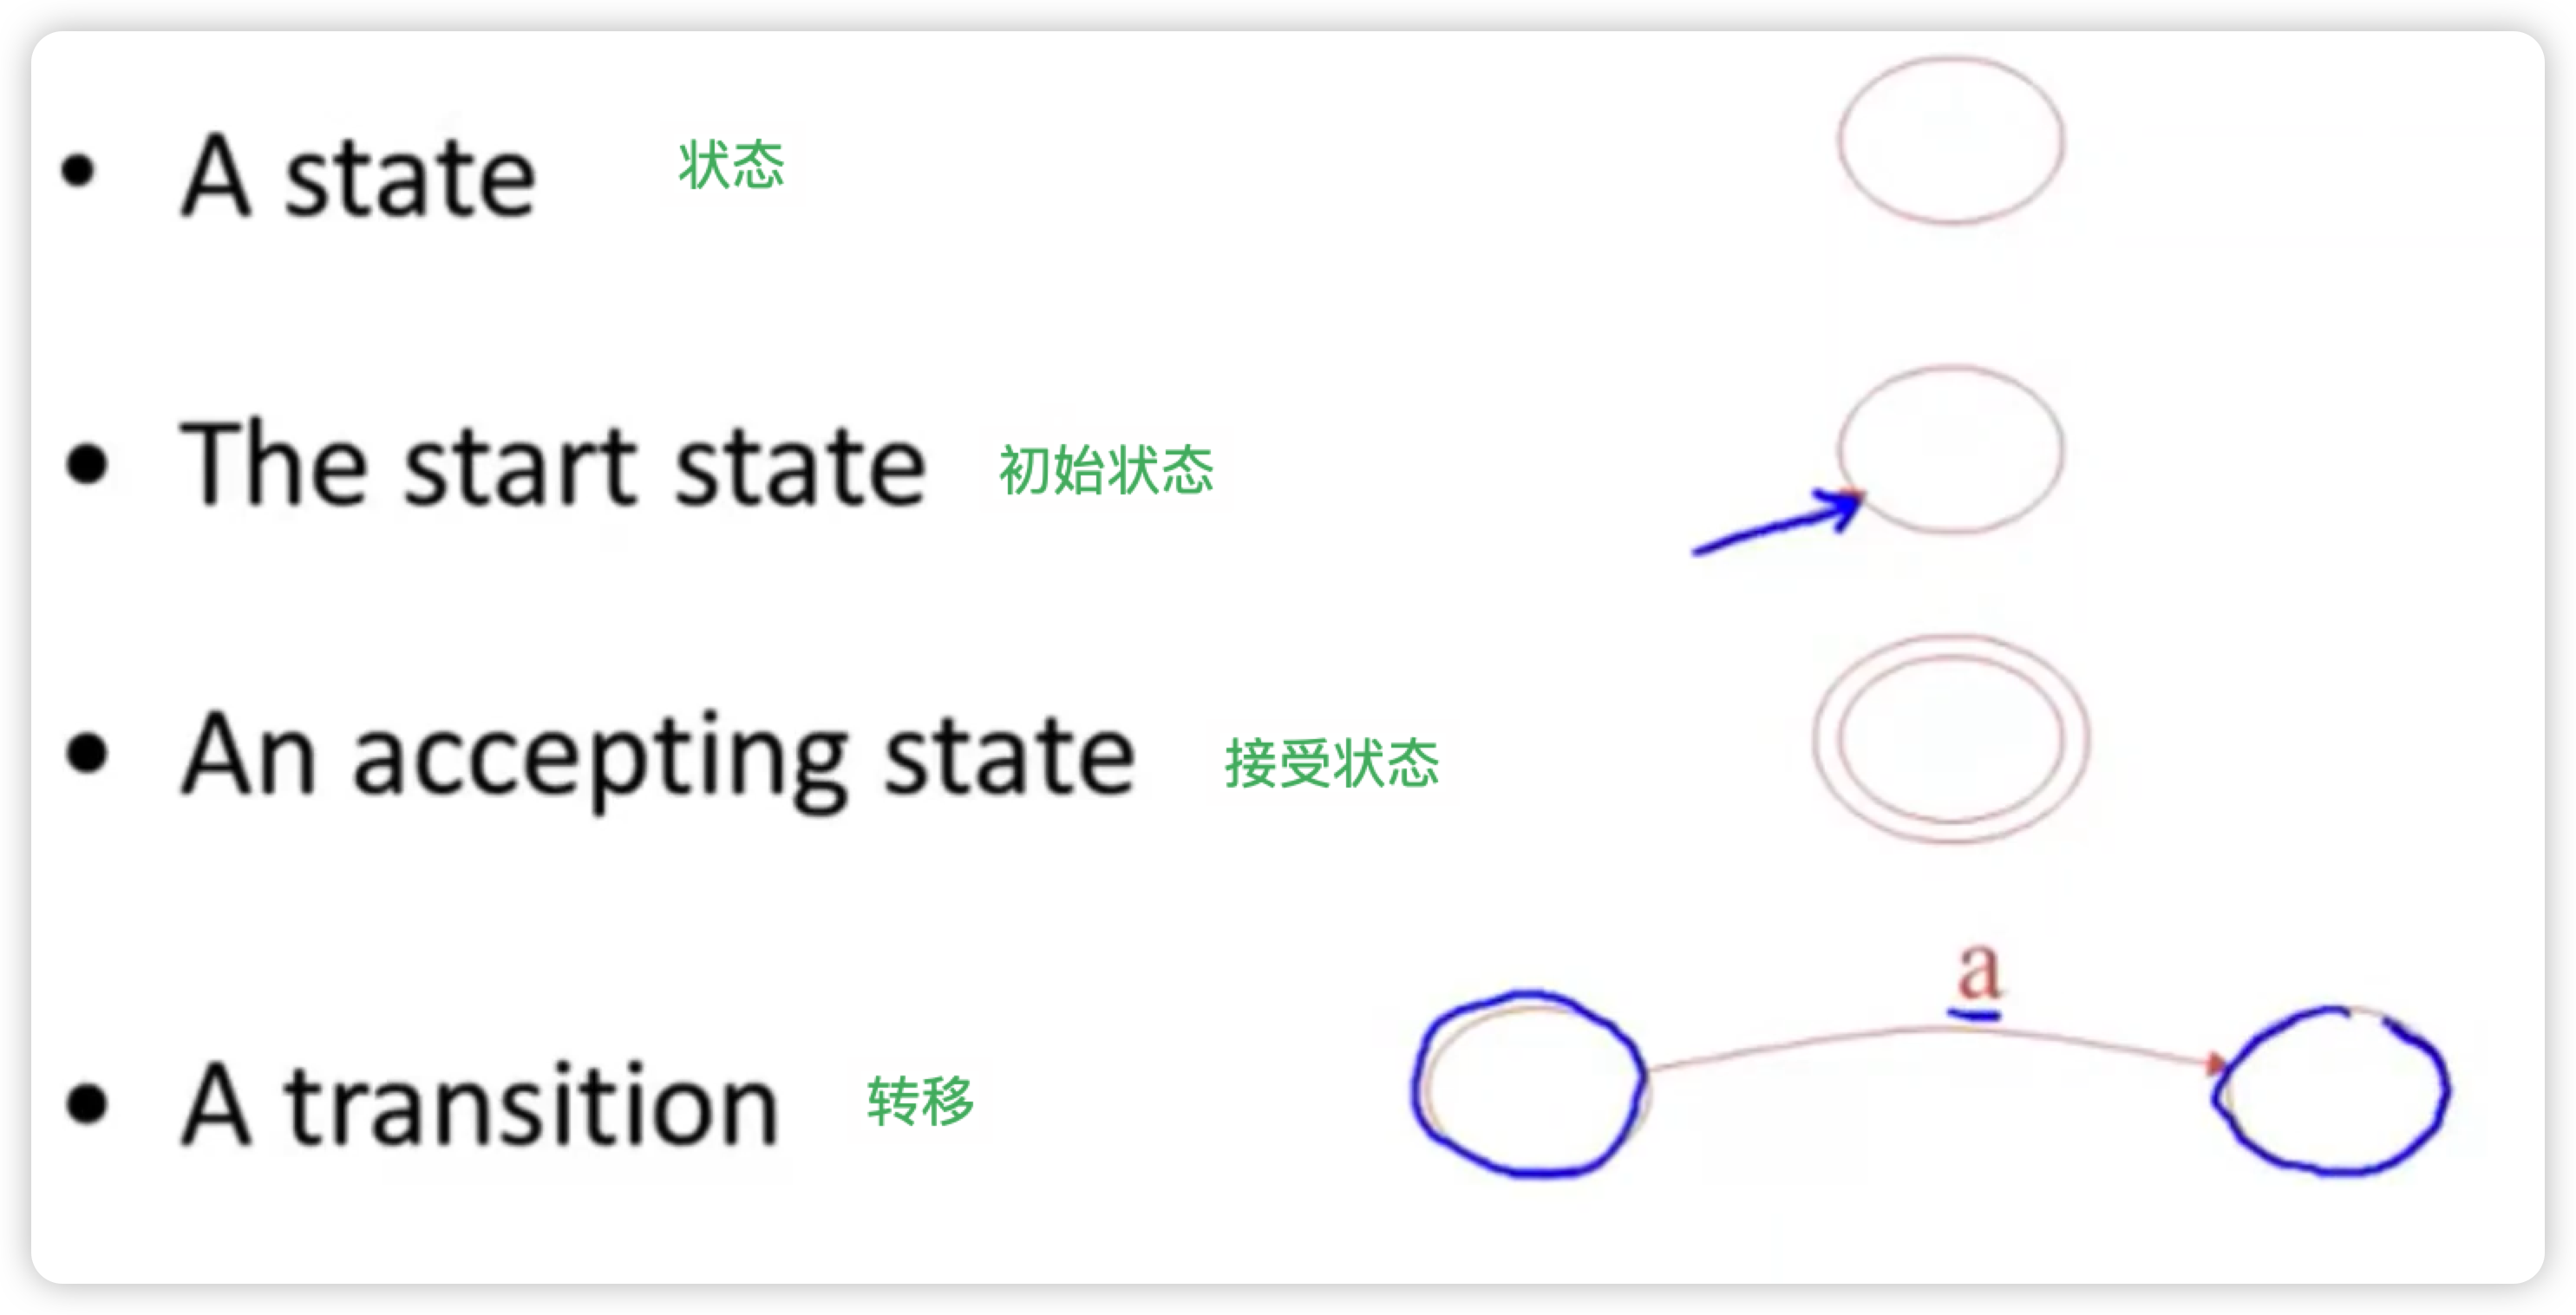 • A state 状态
• The start state 初始状态
• An accepting state 接受状态
a
• A transition 转移